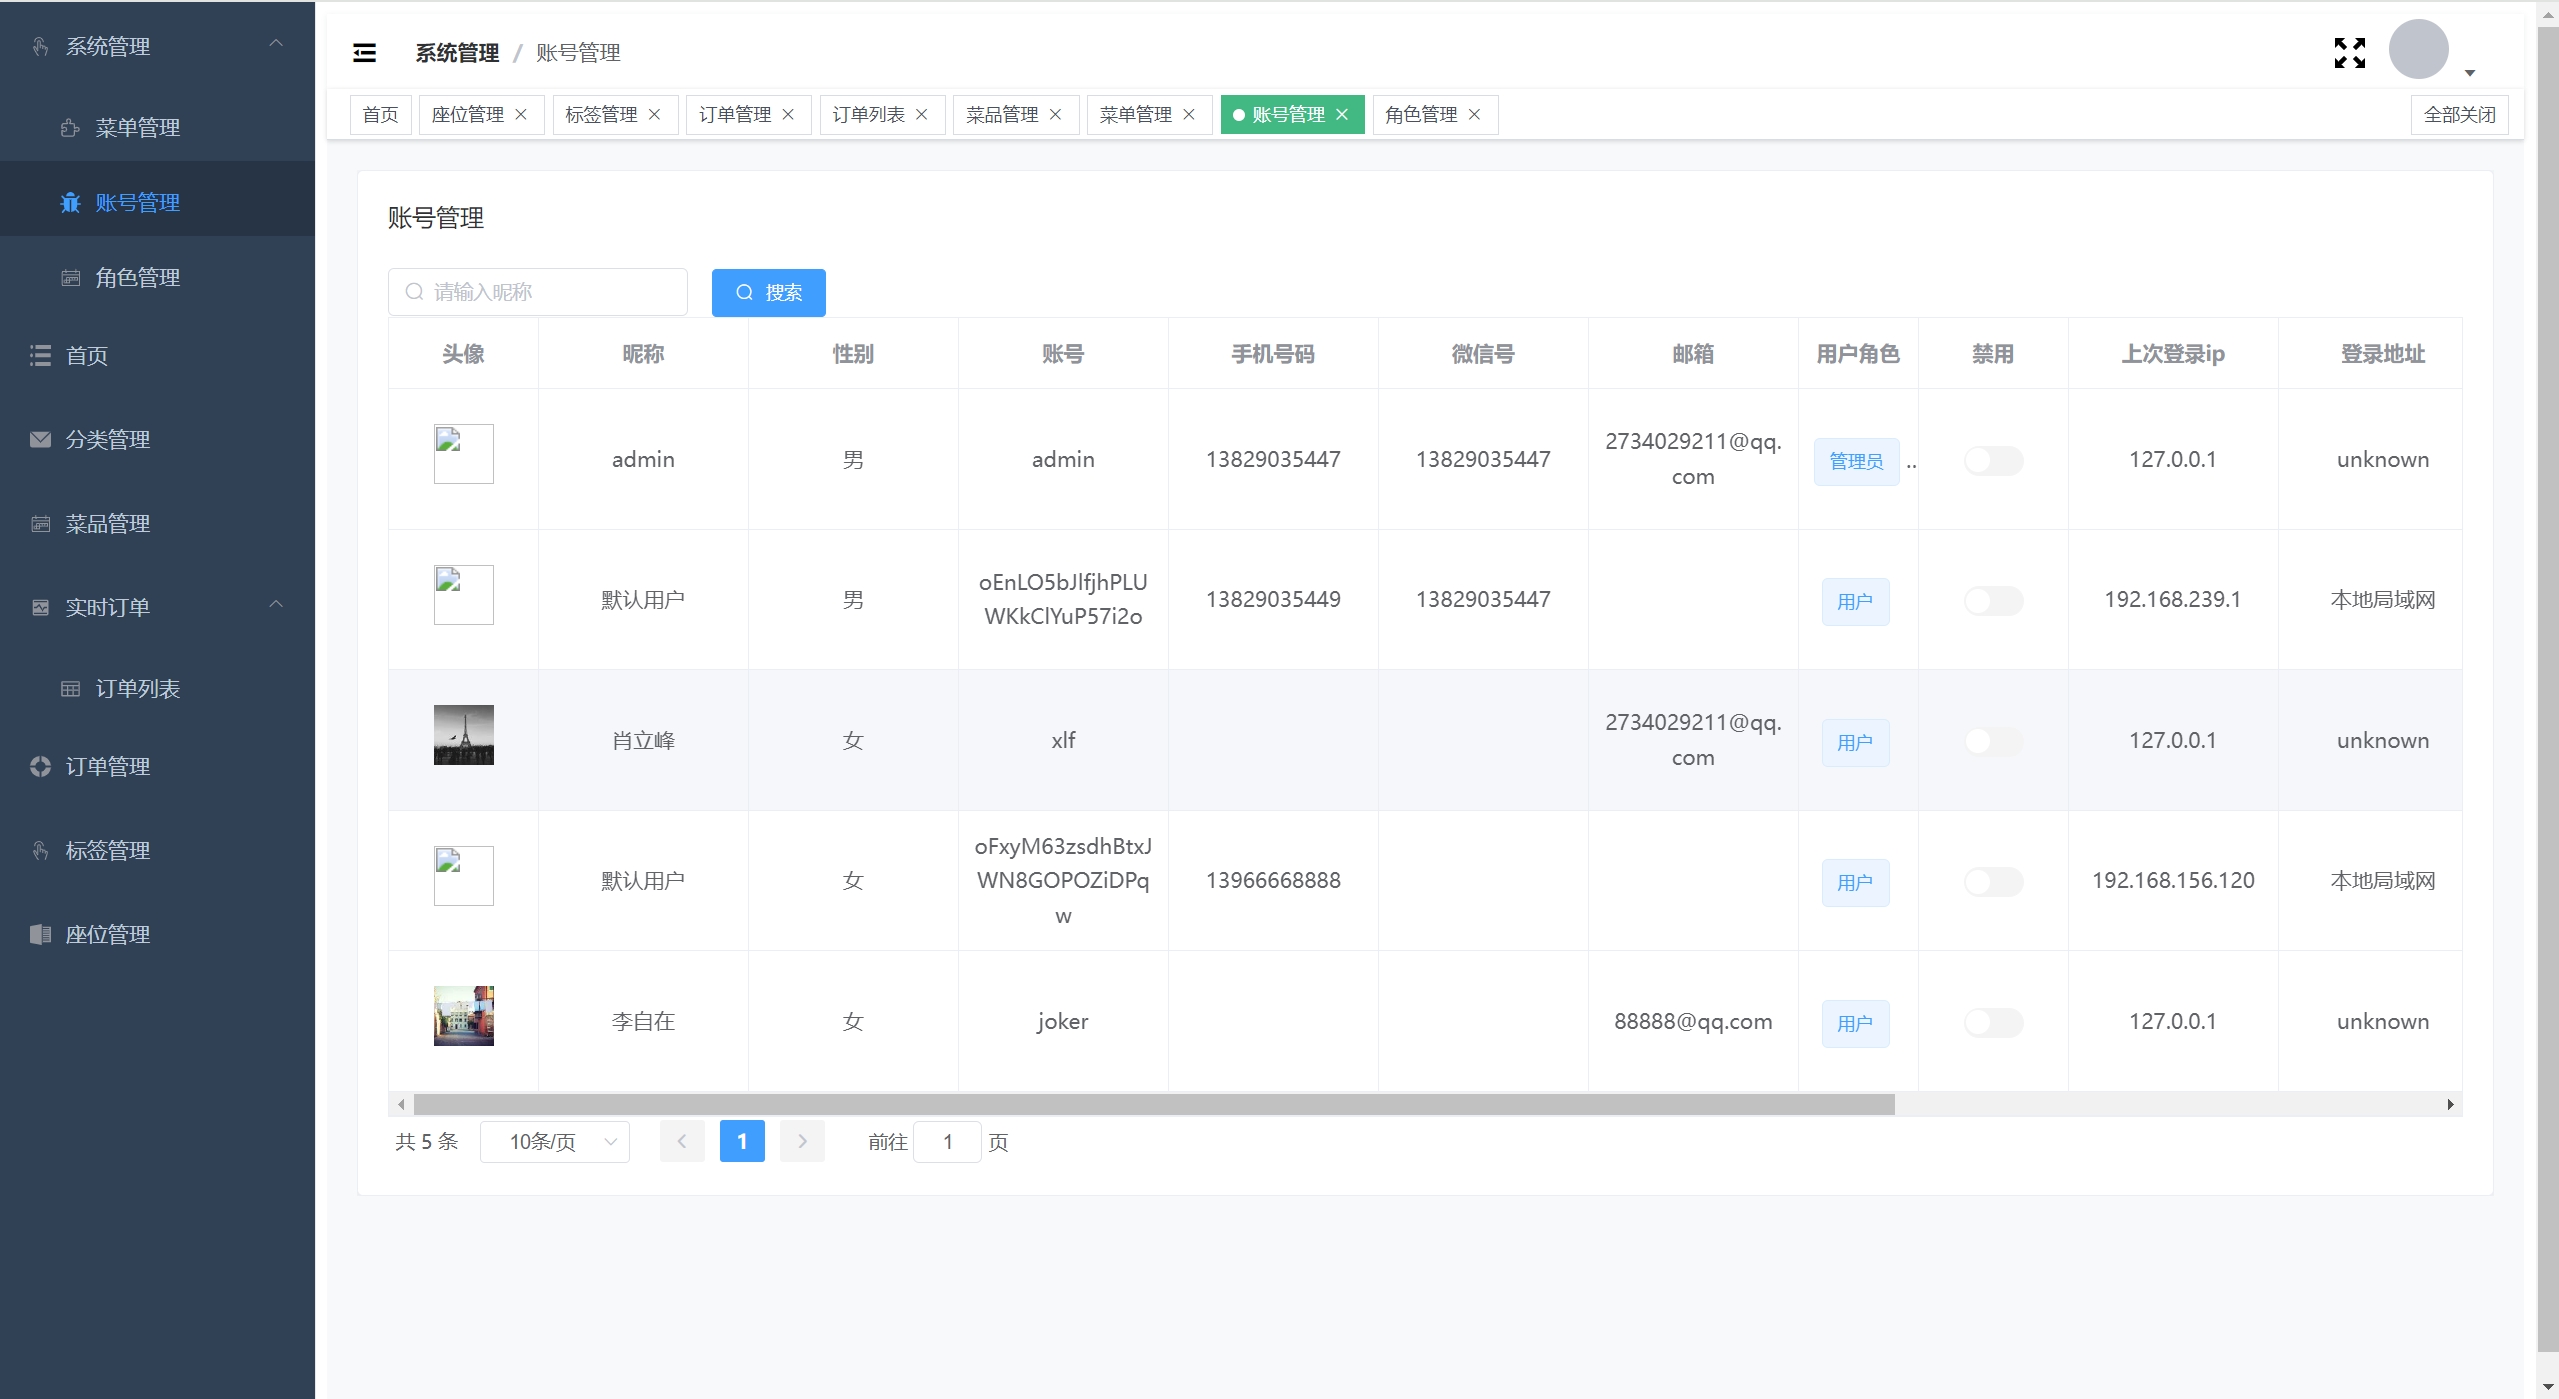 系统管理
菜单管理
账号管理
角色管理
首页
分类管理
菜品管理
实时订单
订单列表
订单管理
标签管理
座位管理
系统管理 / 账号管理
首页 座位管理 标签管理 订单管理 订单列表 菜品管理 菜单管理 账号管理 角色管理 全部关闭
账号管理
请输入昵称 搜索
头像 昵称 性别 账号 手机号码 微信号 邮箱 用户角色 禁用 上次登录ip 登录地址
admin 男 admin 13829035447 13829035447 2734029211@qq.
com 管理员 .. 127.0.0.1 unknown
默认用户 男 oEnLO5bJlfjhPLU
WKkClYuP57i2o 13829035449 13829035447 用户 192.168.239.1 本地局域网
肖立峰 女 xlf 2734029211@qq.
com 用户 127.0.0.1 unknown
默认用户 女 oFxyM63zsdhBtxJ
WN8GOPOZiDPq
w 13966668888 用户 192.168.156.120 本地局域网
李自在 女 joker 88888@qq.com 用户 127.0.0.1 unknown
共 5 条 10条/页 1 前往 1 页